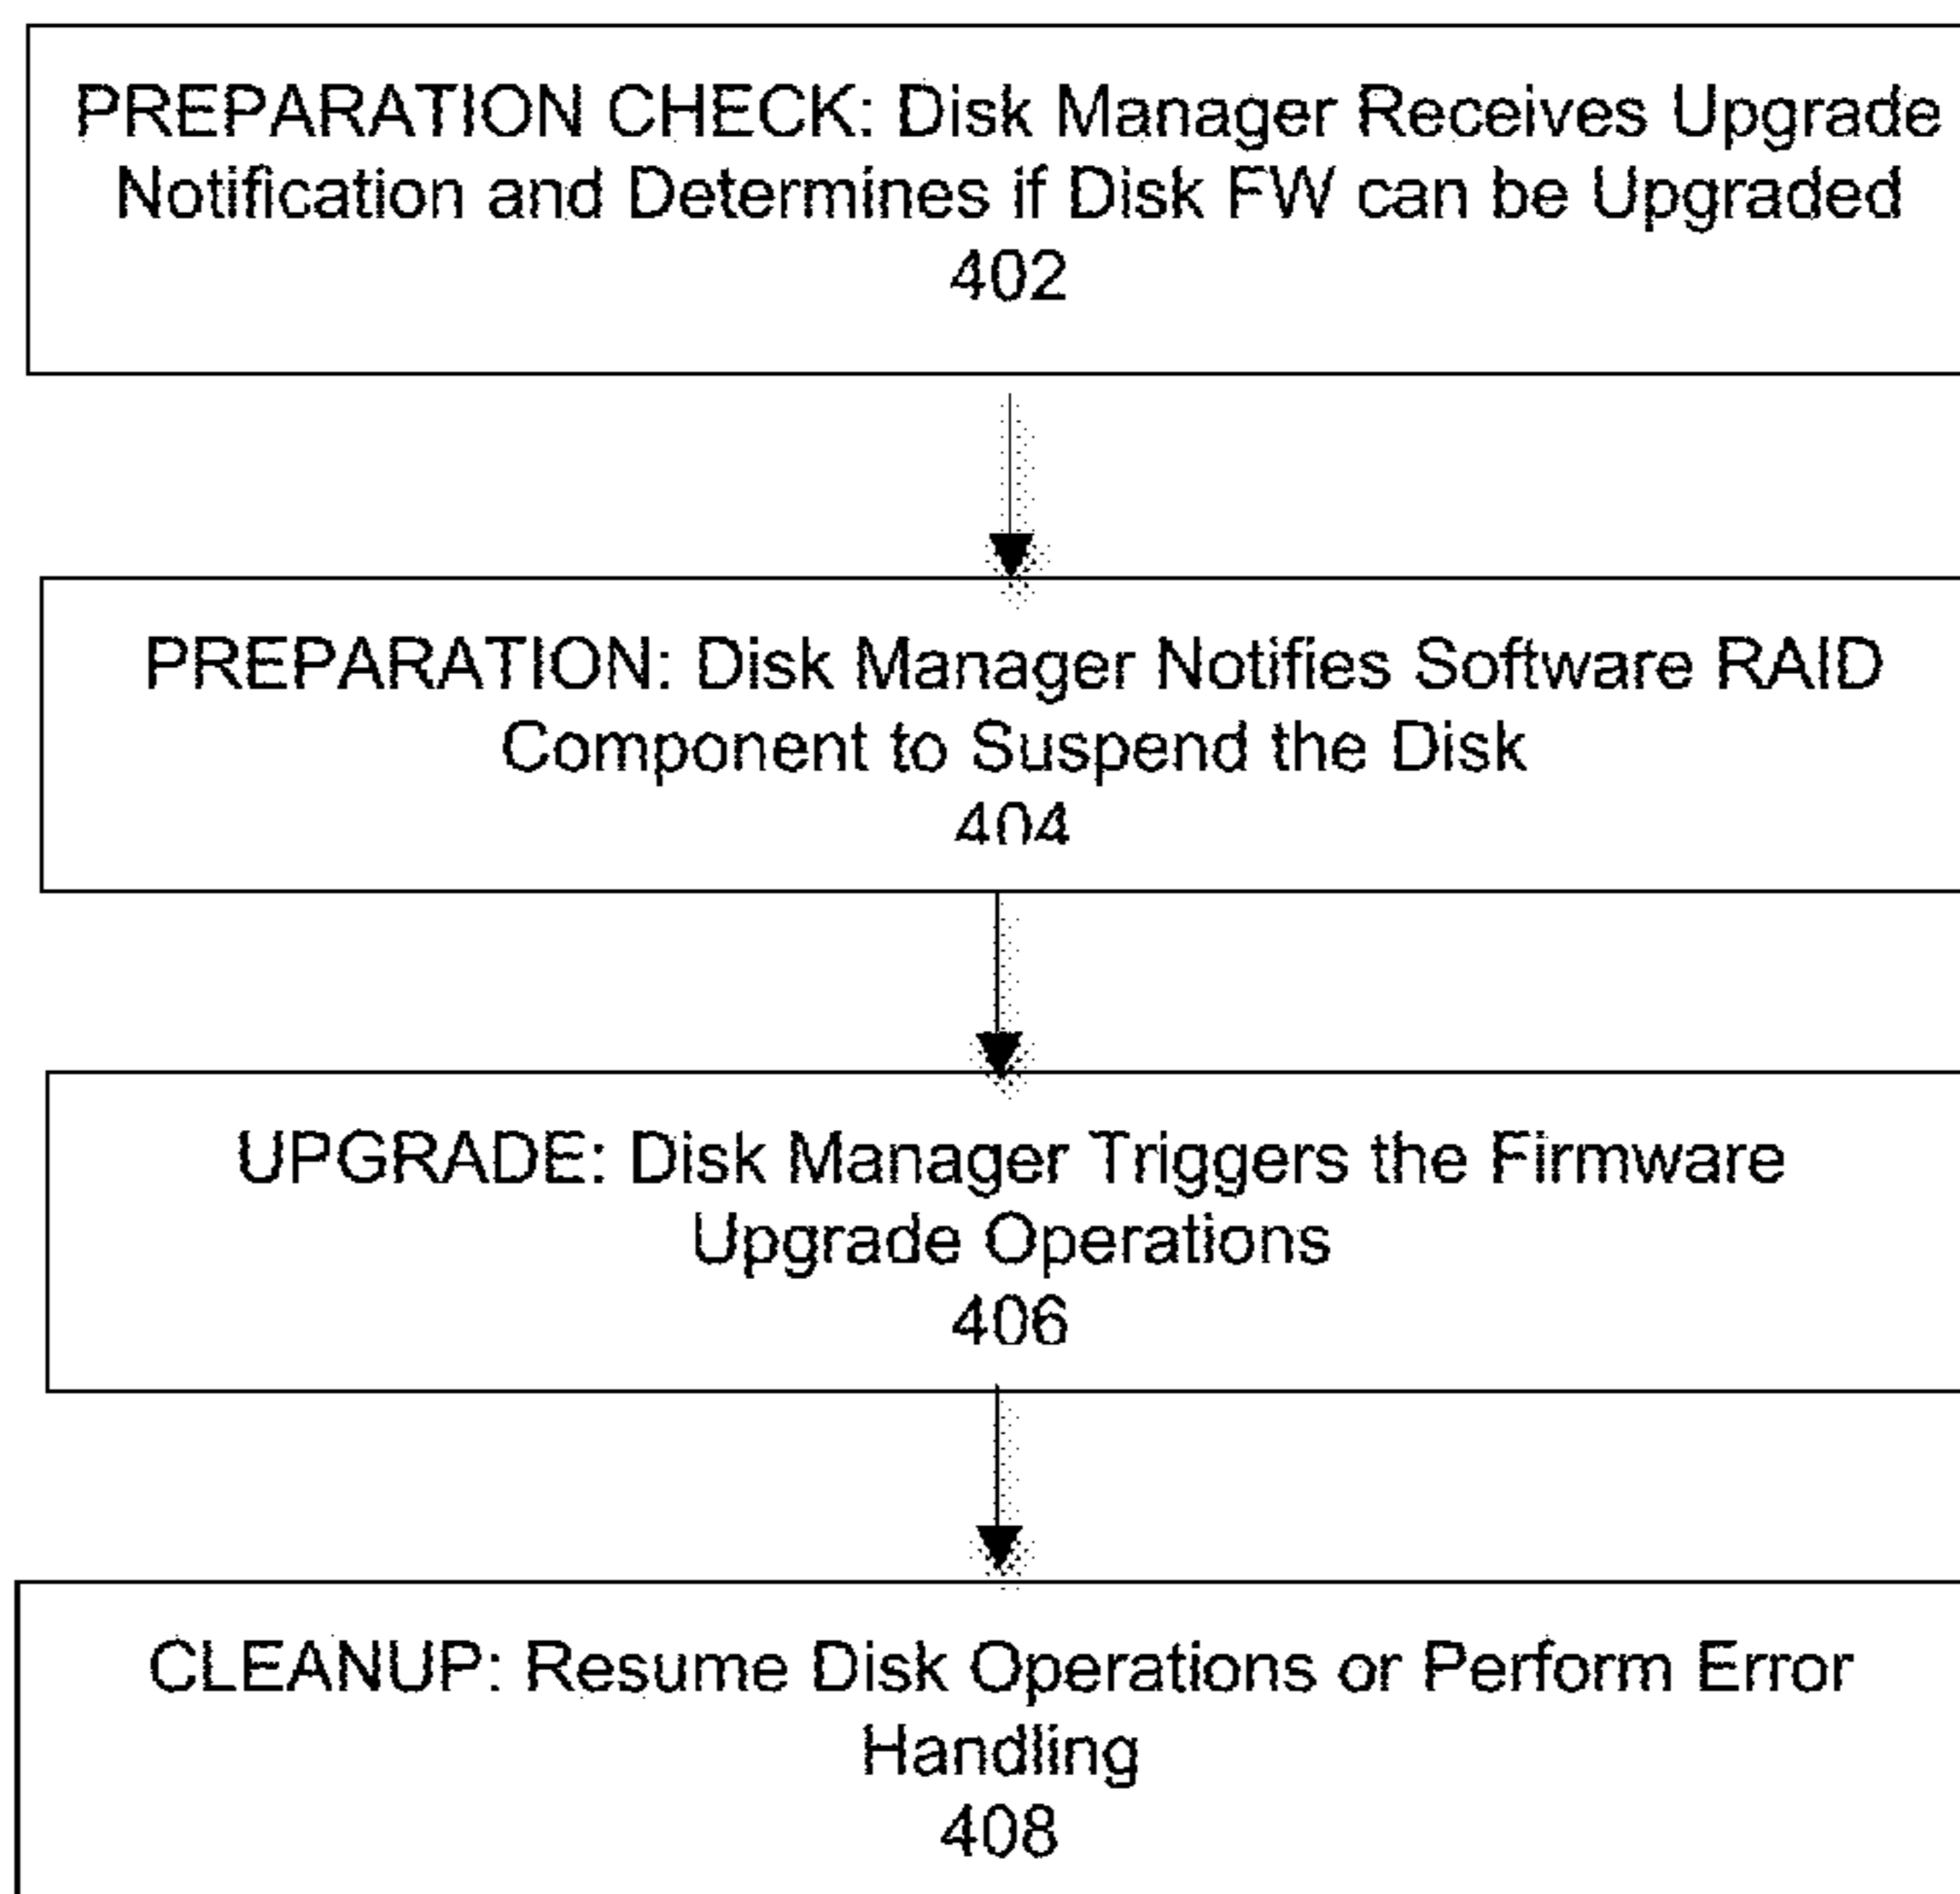 PREPARATION CHECK: Disk Manager Receives Upgrade
Notification and Determines if Disk FW can be Upgraded
402
PREPARATION: Disk Manager Notifies Software RAID
Component to Suspend the Disk
404
UPGRADE: Disk Manager Triggers the Firmware
Upgrade Operations
406
CLEANUP: Resume Disk Operations or Perform Error
Handling
408